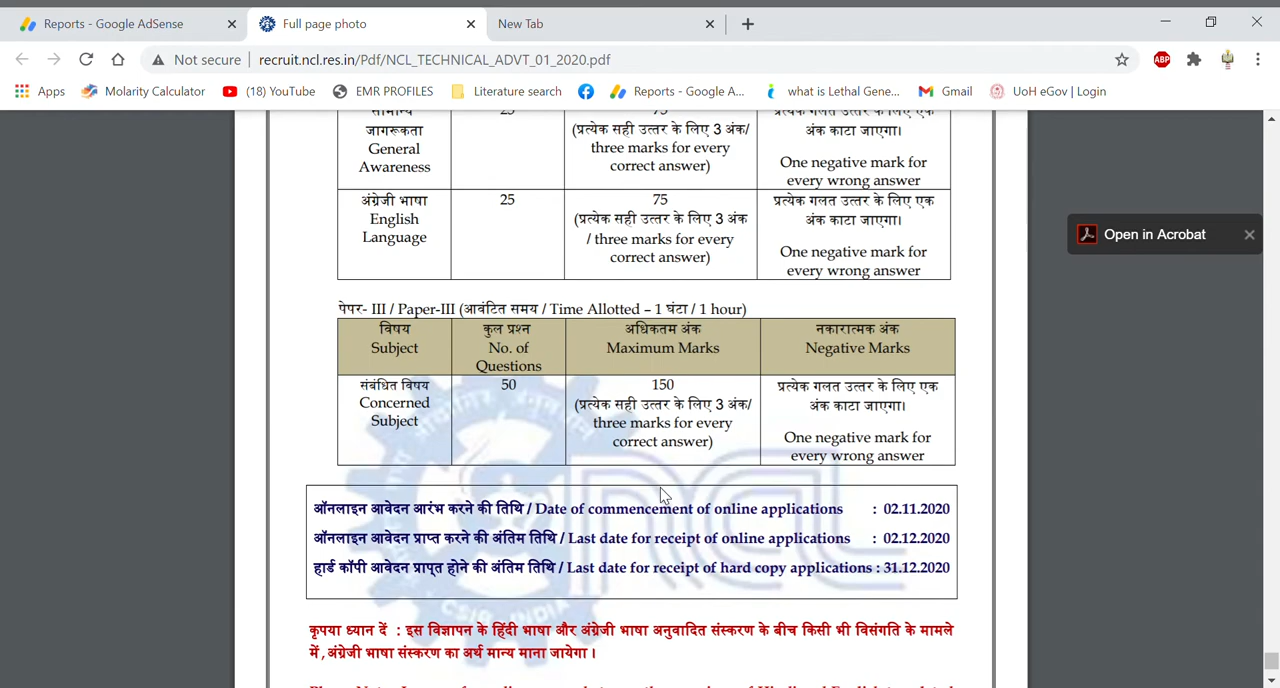 Reports - Google AdSense
Full page photo
New Tab
Not secure
recruit.ncl.res.in/Pdf/NCL_TECHNICAL_ADVT_01_2020.pdf
ABP
Apps
Molarity Calculator
(18) YouTube
EMR PROFILES
Literature search
Reports - Google A...
what is Lethal Gene...
Gmail
UoH eGov | Login
Open in Acrobat
सामान्य
जागरूकता
General
Awareness
25
75
(प्रत्येक सही उत्तर के लिए 3 अंक/
three marks for every
correct answer)
प्रत्येक गलत उत्तर के लिए एक
अंक काटा जाएगा।
One negative mark for
every wrong answer
अंग्रेजी भाषा
English
Language
25
75
(प्रत्येक सही उत्तर के लिए 3 अंक
/ three marks for every
correct answer)
प्रत्येक गलत उत्तर के लिए एक
अंक काटा जाएगा।
One negative mark for
every wrong answer
पेपर- III / Paper-III (आवंटित समय / Time Allotted – 1 घंटा / 1 hour)
विषय
Subject
कुल प्रश्न
No. of
Questions
अधिकतम अंक
Maximum Marks
नकारात्मक अंक
Negative Marks
संबंधित विषय
Concerned
Subject
50
150
(प्रत्येक सही उत्तर के लिए 3 अंक/
three marks for every
correct answer)
प्रत्येक गलत उत्तर के लिए एक
अंक काटा जाएगा।
One negative mark for
every wrong answer
ऑनलाइन आवेदन आरंभ करने की तिथि / Date of commencement of online applications : 02.11.2020
ऑनलाइन आवेदन प्राप्त करने की अंतिम तिथि / Last date for receipt of online applications : 02.12.2020
हार्ड कॉपी आवेदन प्राप्त होने की अंतिम तिथि / Last date for receipt of hard copy applications : 31.12.2020
CSIR-INDIA
कृपया ध्यान दें : इस विज्ञापन के हिंदी भाषा और अंग्रेजी भाषा अनुवादित संस्करण के बीच किसी भी विसंगति के मामले
में ,अंग्रेजी भाषा संस्करण का अर्थ मान्य माना जायेगा ।